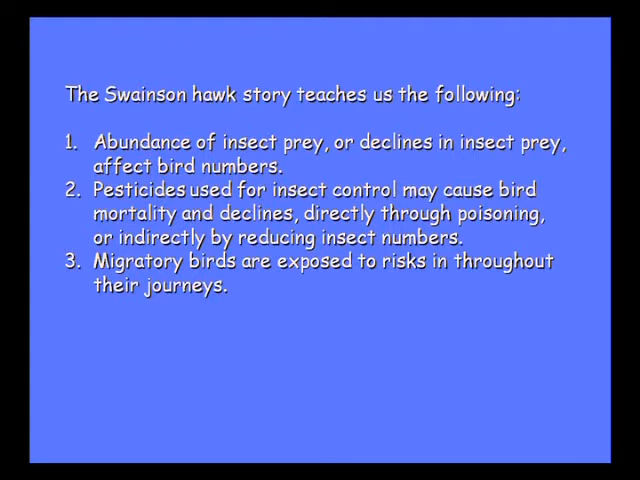 The Swainson hawk story teaches us the following:
1. Abundance of insect prey, or declines in insect prey,
affect bird numbers.
2. Pesticides used for insect control may cause bird
mortality and declines, directly through poisoning,
or indirectly by reducing insect numbers.
3. Migratory birds are exposed to risks in throughout
their journeys.